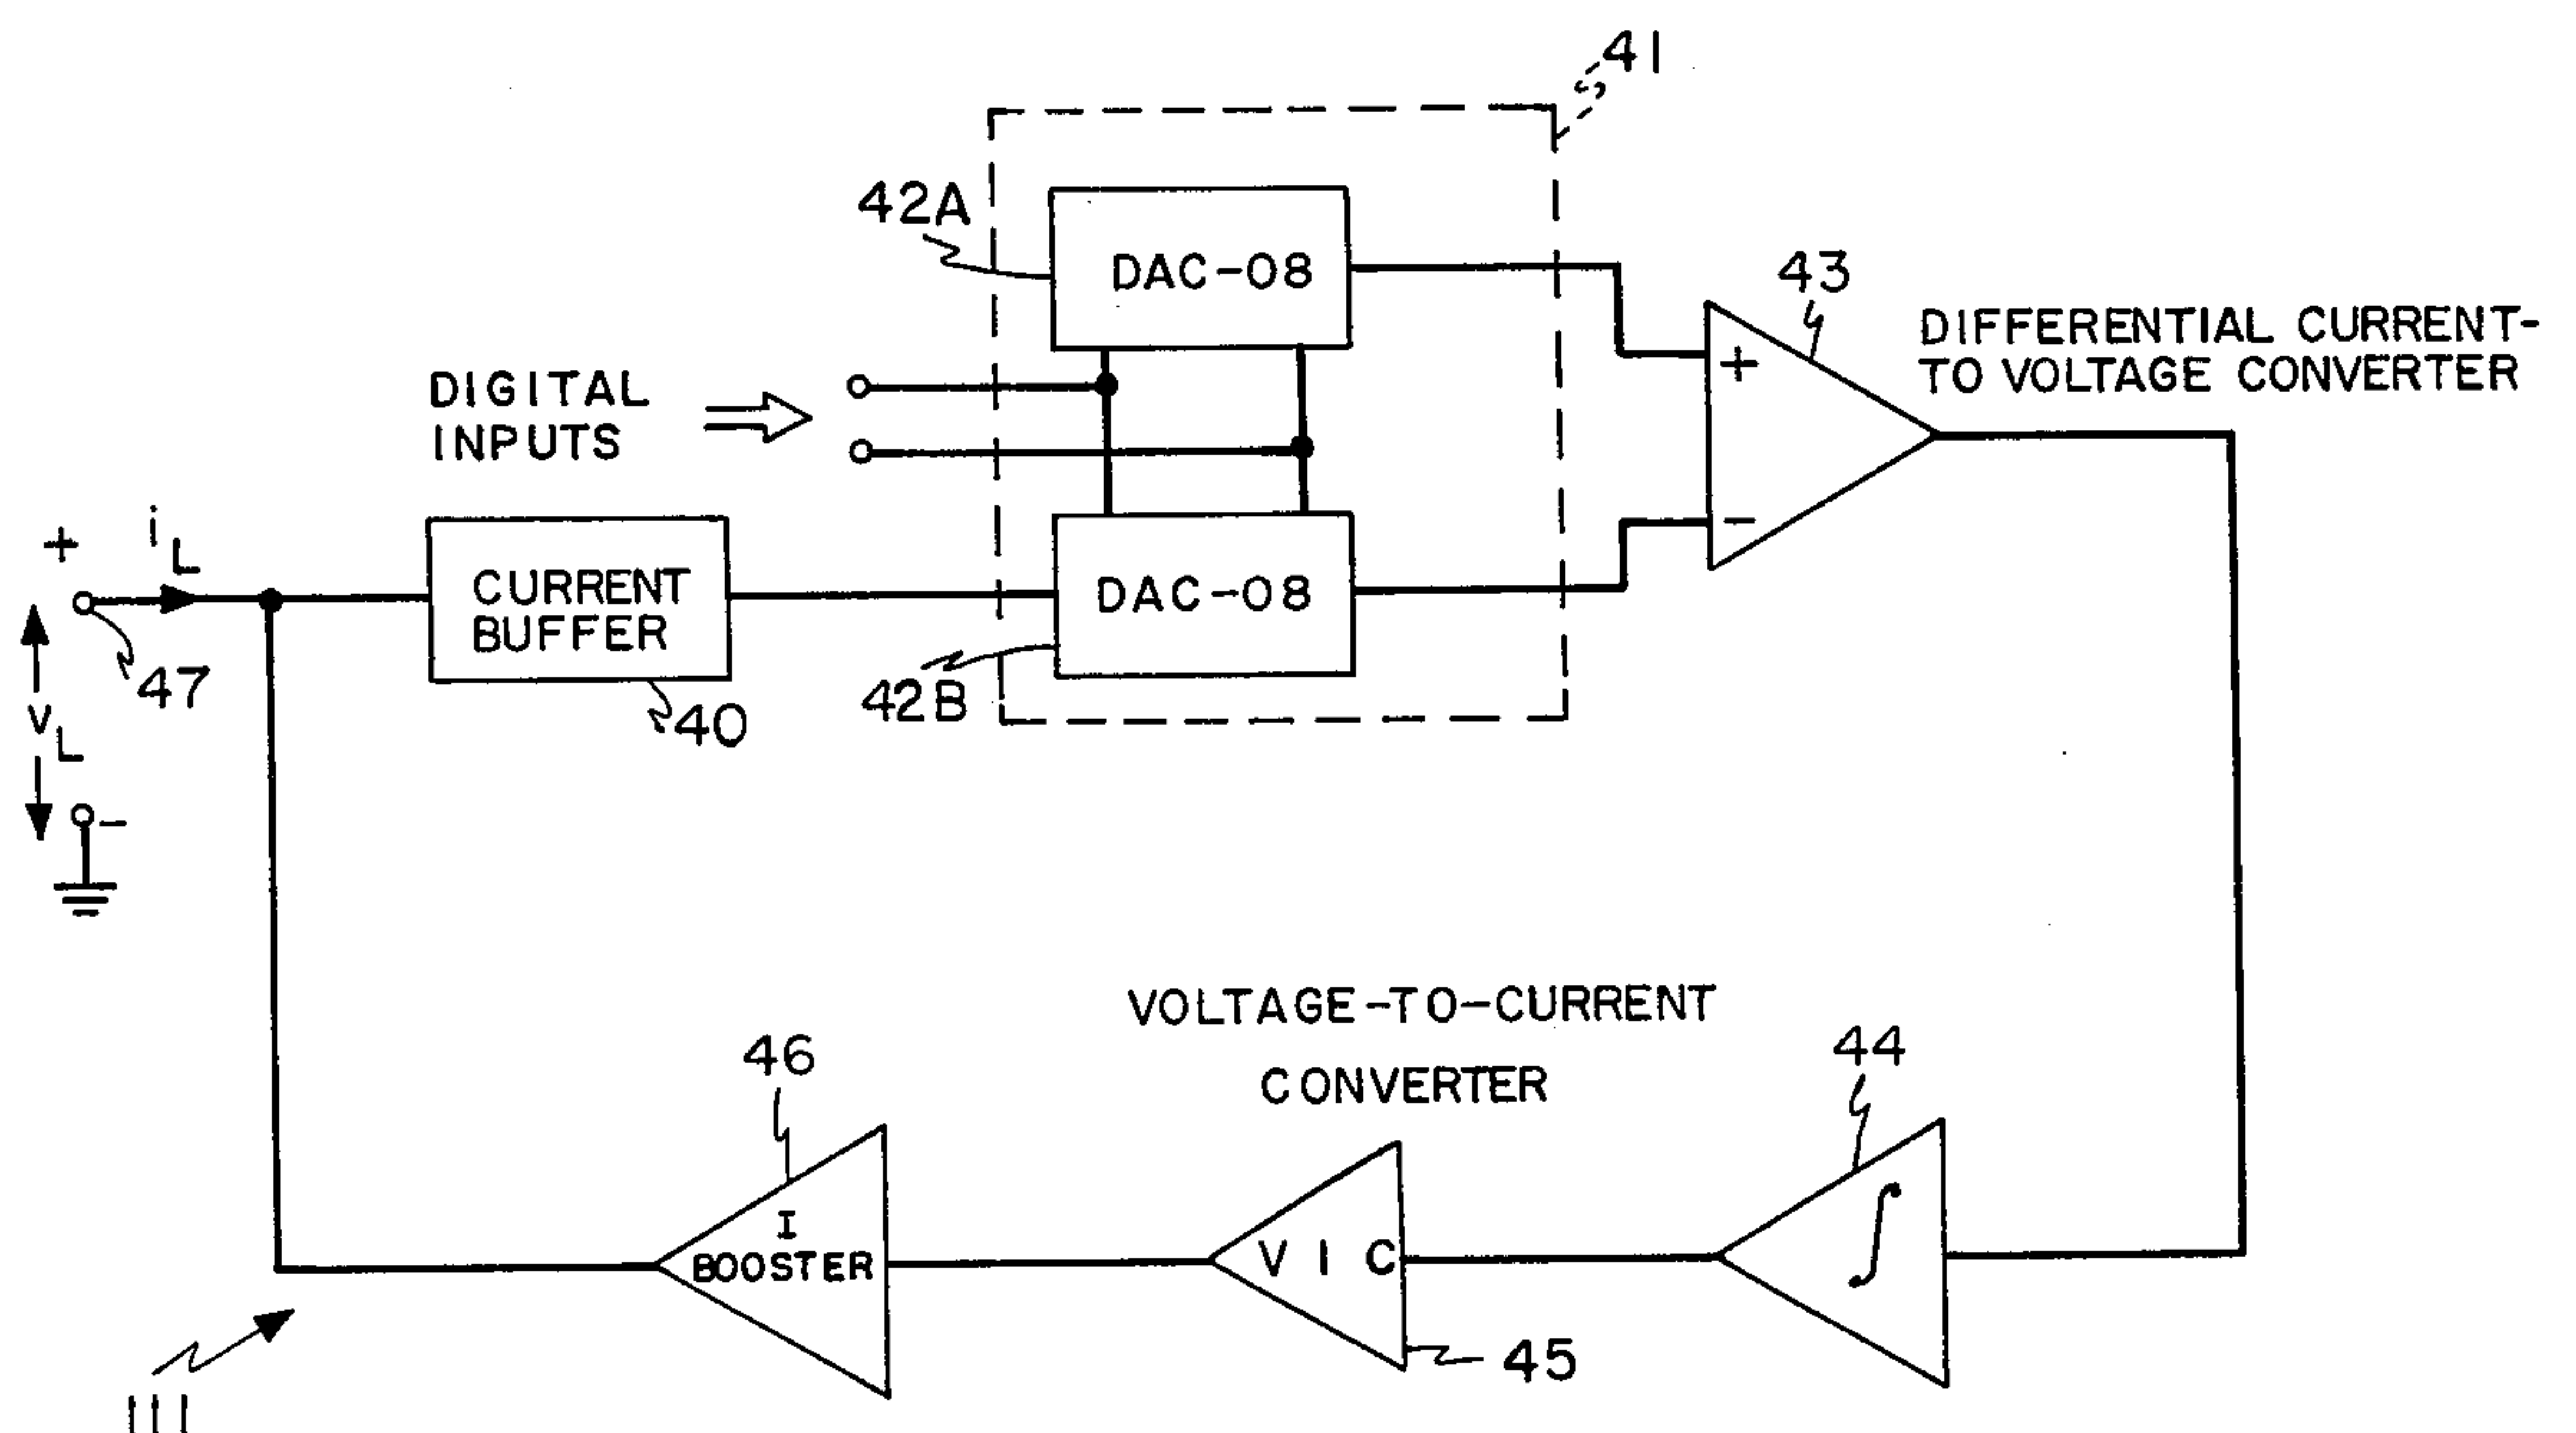 41
42A
DAC-08
43
DIFFERENTIAL CURRENT-
TO VOLTAGE CONVERTER
+
DIGITAL
INPUTS
-
+
i L
CURRENT
BUFFER
DAC-08
47
42B
40
V L
-
VOLTAGE-TO-CURRENT
CONVERTER
46
44
I
BOOSTER
V I C
∫
45
111